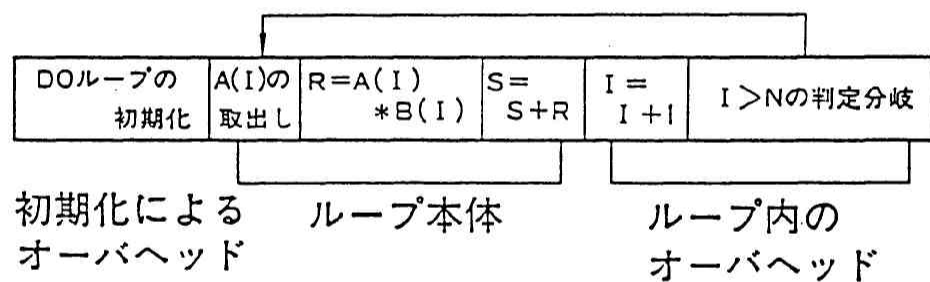 DOループの
初期化
A(I)の
取出し
R=A(I)
*B(I)
S=
S+R
I=
I+1
I>Nの判定分岐
初期化による
オーバヘッド
ループ本体
ループ内の
オーバヘッド